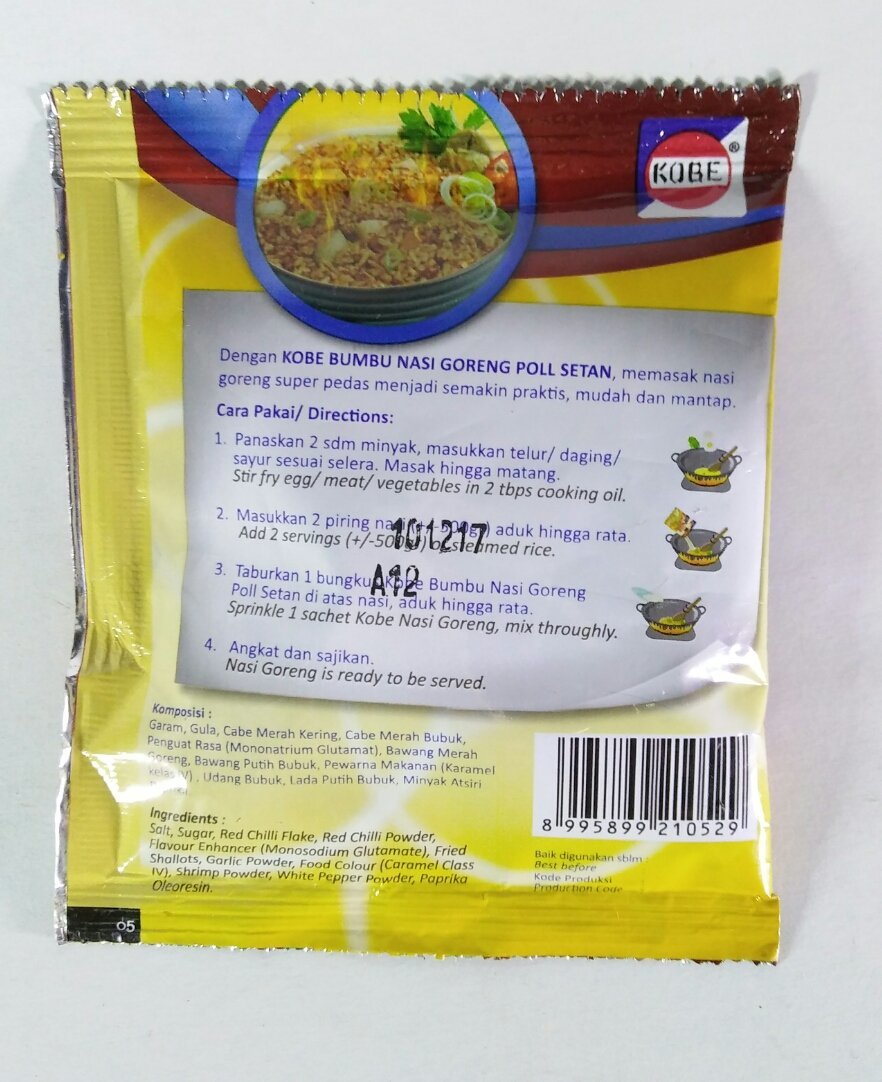 KOBE ®
Dengan KOBE BUMBU NASI GORENG POLL SETAN, memasak nasi
goreng super pedas menjadi semakin praktis, mudah dan mantap.
Cara Pakai/ Directions:
1. Panaskan 2 sdm minyak, masukkan telur/ daging/
sayur sesuai selera. Masak hingga matang.
Stir fry egg/ meat/ vegetables in 2 tbps cooking oil.
2. Masukkan 2 piring nasi (+/-500g) aduk hingga rata.
Add 2 servings (+/-500g) of steamed rice.
101217
A12
3. Taburkan 1 bungkus Kobe Bumbu Nasi Goreng
Poll Setan di atas nasi, aduk hingga rata.
Sprinkle 1 sachet Kobe Nasi Goreng, mix throughly.
4. Angkat dan sajikan.
Nasi Goreng is ready to be served.
Komposisi :
Garam, Gula, Cabe Merah Kering, Cabe Merah Bubuk,
Penguat Rasa (Mononatrium Glutamat), Bawang Merah
Goreng, Bawang Putih Bubuk, Pewarna Makanan (Karamel
kelas IV) , Udang Bubuk, Lada Putih Bubuk, Minyak Atsiri
Ingredients :
Salt, Sugar, Red Chilli Flake, Red Chilli Powder,
Flavour Enhancer (Monosodium Glutamate), Fried
Shallots, Garlic Powder, Food Colour (Caramel Class
IV), Shrimp Powder, White Pepper Powder, Paprika
Oleoresin.
8 995899 210529
Baik digunakan sblm :
Best before
Kode Produksi
Production Code
05